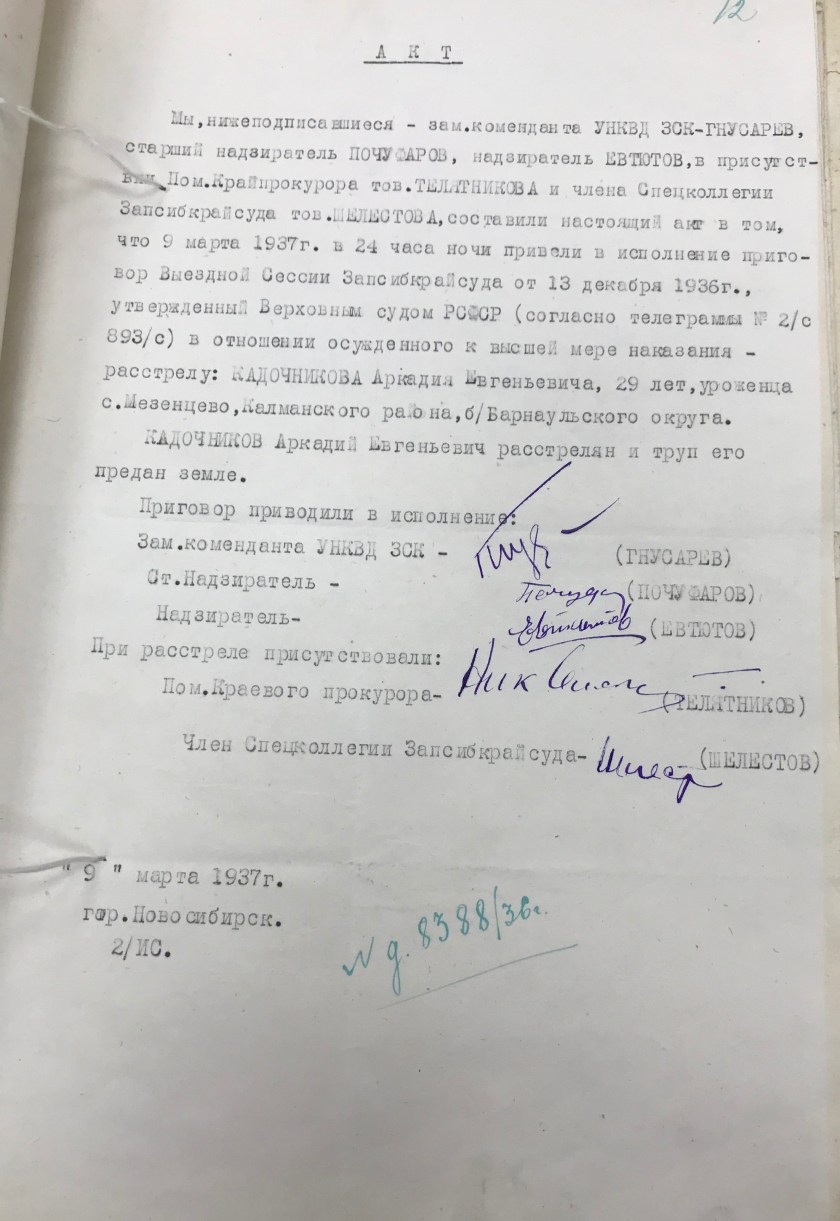 12
А К Т
Мы,нижеподписавшиеся - зам.коменданта УНКВД ЗСК-ГНУСАРЕВ,
старший надзиратель ПОЧУФАРОВ, надзиратель ЕВТЮТОВ,в присутст-
вии Пом.Крайпрокурора тов.ТЕЛЯТНИКОВА и члена Спецколлегии
Запсибкрайсуда тов.ШЕЛЕСТОВА,составили настоящий акт в том,
что 9 марта 1937г. в 24 часа ночи привели в исполнение приго-
вор Выездной Сессии Запсибкрайсуда от 13 декабря 1936г.,
утвержденный Верховным судом РСФСР (согласно телеграммы № 2/с
893/с) в отношении осужденного к высшей мере наказания -
расстрелу: КАДОЧНИКОВА Аркадия Евгеньевича, 29 лет,уроженца
с.Мезенцево,Калманского района,б/Барнаульского округа.
КАДОЧНИКОВ Аркадий Евгеньевич расстрелян и труп его
предан земле.
Приговор приводили в исполнение:
Зам.коменданта УНКВД ЗСК - (ГНУСАРЕВ)
Ст.Надзиратель - (ПОЧУФАРОВ)
Надзиратель- (ЕВТЮТОВ)
При расстреле присутствовали:
Пом.Краевого прокурора- (ТЕЛЯТНИКОВ)
Член Спецколлегии Запсибкрайсуда- (ШЕЛЕСТОВ)
" 9 " марта 1937г.
гор.Новосибирск.
2/ИС.
N д. 8388/36г.